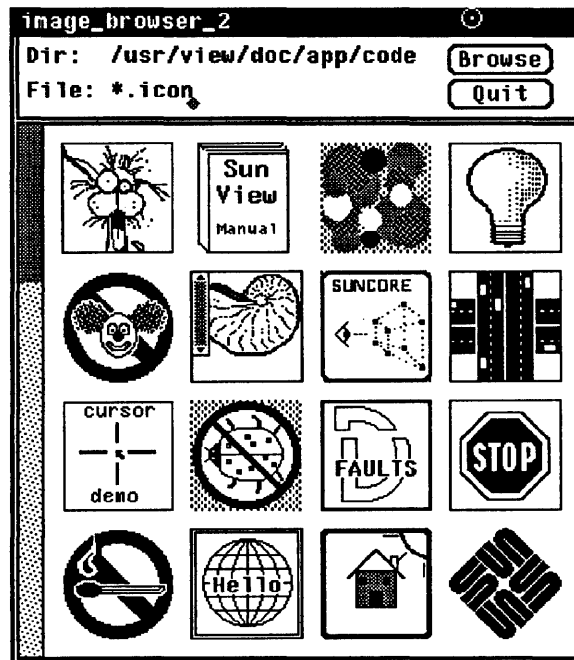 image_browser_2
Dir: /usr/view/doc/app/code
Browse
File: *.icon
Quit
Sun
View
Manual
SUNCORE
cursor
demo
D
FAULTS
STOP
Hello